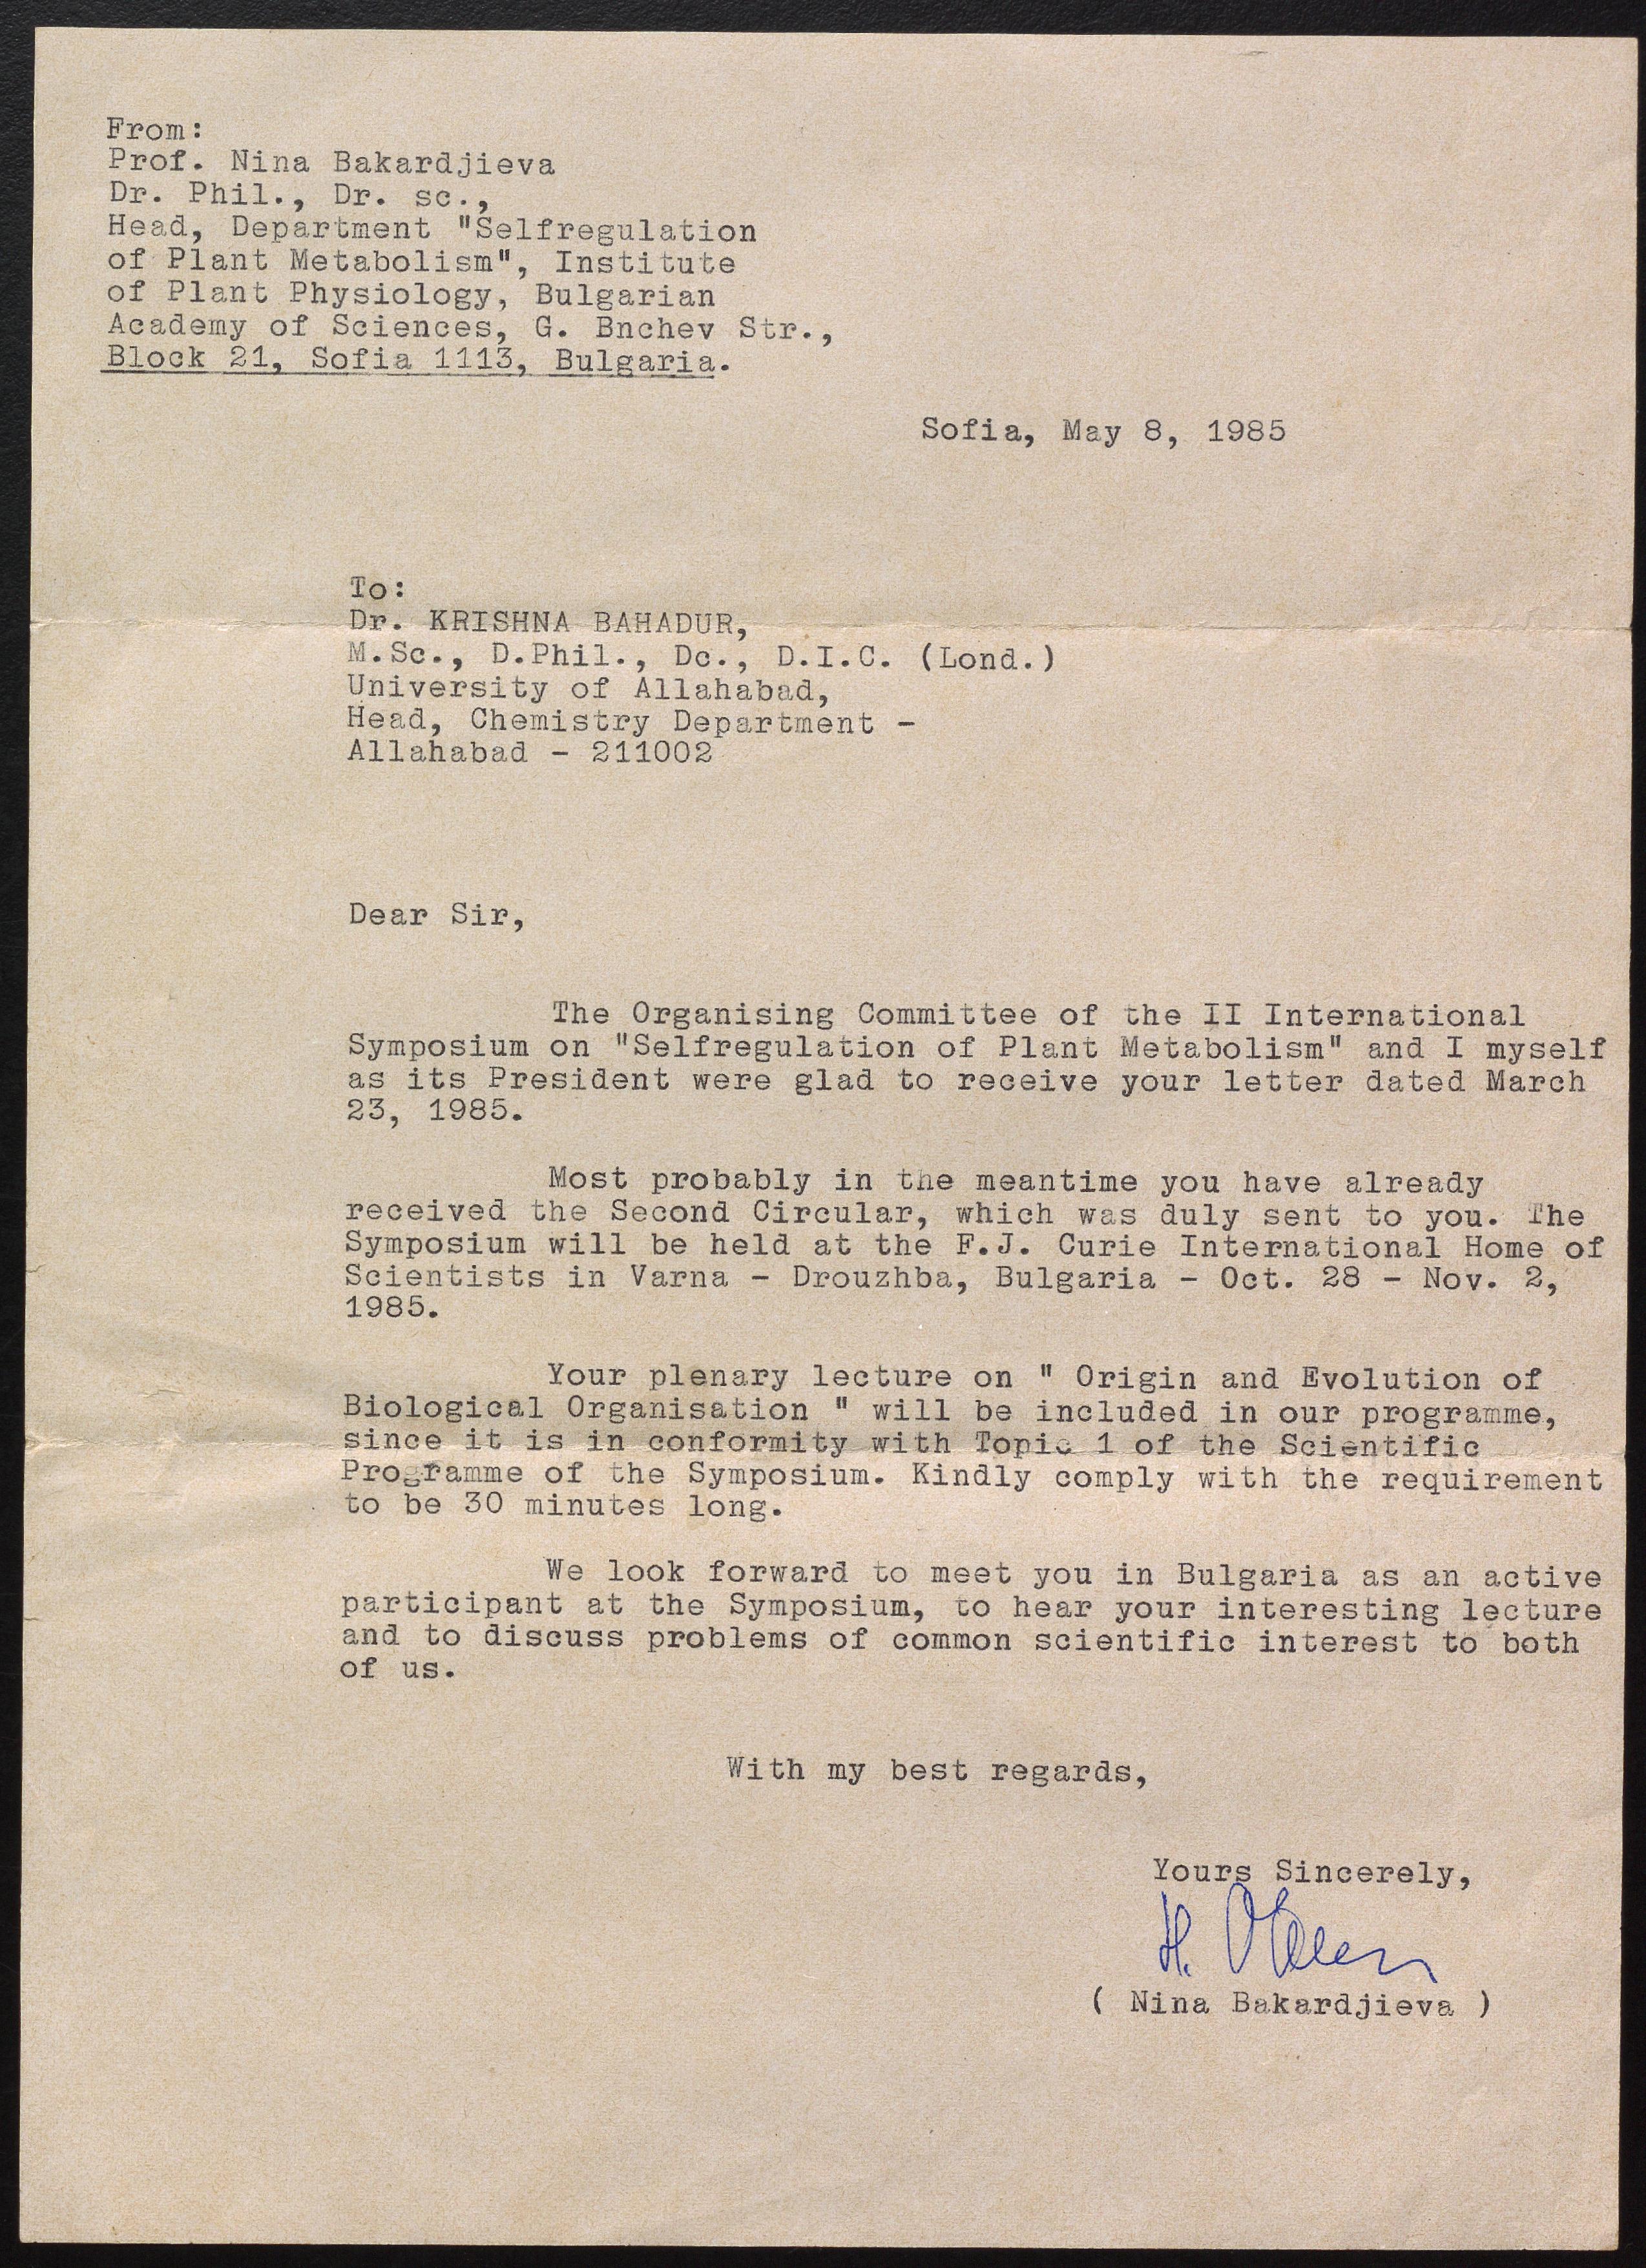 From:
Prof. Nina Bakardjieva
Dr. Phil., Dr. sc.,
Head, Department "Selfregulation
of Plant Metabolism", Institute
of Plant Physiology, Bulgarian
Academy of Sciences, G. Bnchev Str.,
Block 21, Sofia 1113, Bulgaria.
Sofia, May 8, 1985
To:
Dr. KRISHNA BAHADUR,
M.Sc., D.Phil., Dc., D.I.C. (Lond.)
University of Allahabad,
Head, Chemistry Department -
Allahabad - 211002
Dear Sir,
The Organising Committee of the II International
Symposium on "Selfregulation of Plant Metabolism" and I myself
as its President were glad to receive your letter dated March
23, 1985.
Most probably in the meantime you have already
received the Second Circular, which was duly sent to you. The
Symposium will be held at the F.J. Curie International Home of
Scientists in Varna - Drouzhba, Bulgaria - Oct. 28 - Nov. 2,
1985.
Your plenary lecture on " Origin and Evolution of
Biological Organisation " will be included in our programme,
since it is in conformity with Topic 1 of the Scientific
Programme of the Symposium. Kindly comply with the requirement
to be 30 minutes long.
We look forward to meet you in Bulgaria as an active
participant at the Symposium, to hear your interesting lecture
and to discuss problems of common scientific interest to both
of us.
With my best regards,
Yours Sincerely,
( Nina Bakardjieva )